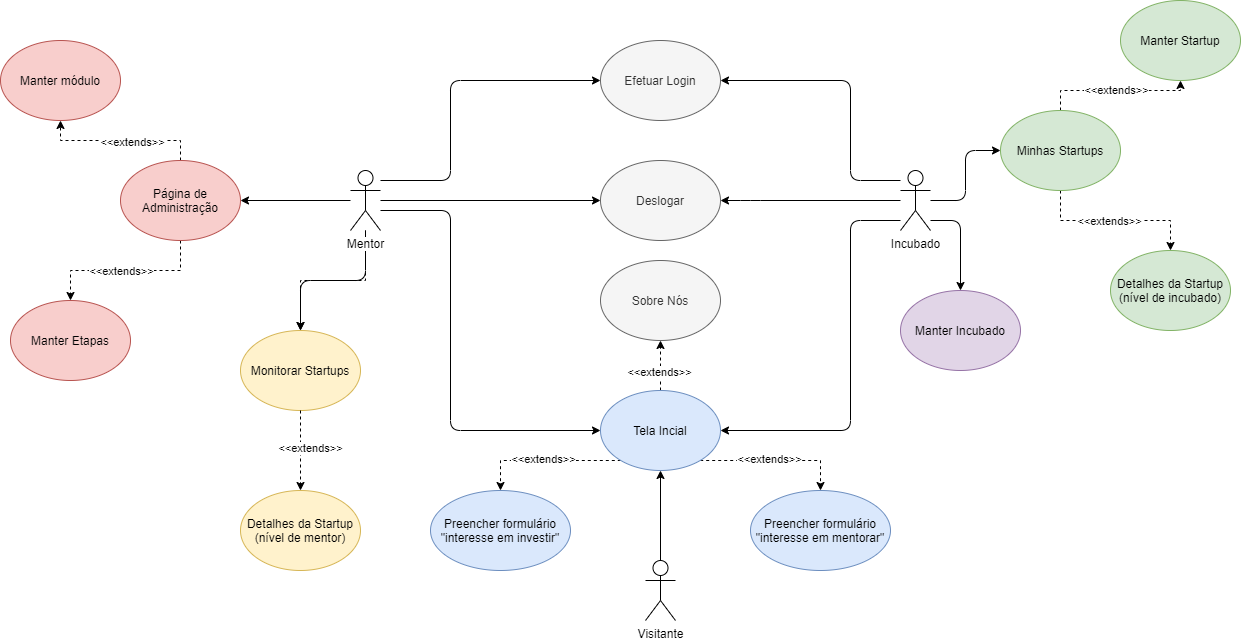 Manter Startup
Manter módulo
Efetuar Login
<<extends>>
<<extends>>
Minhas Startups
Página de
Administração
Deslogar
<<extends>>
Mentor
Incubado
<<extends>>
Detalhes da Startup
(nível de incubado)
Sobre Nós
Manter Etapas
Manter Incubado
Monitorar Startups
<<extends>>
Tela Incial
<<extends>>
<<extends>>
<<extends>>
Detalhes da Startup
(nível de mentor)
Preencher formulário
"interesse em investir"
Preencher formulário
"interesse em mentorar"
Visitante